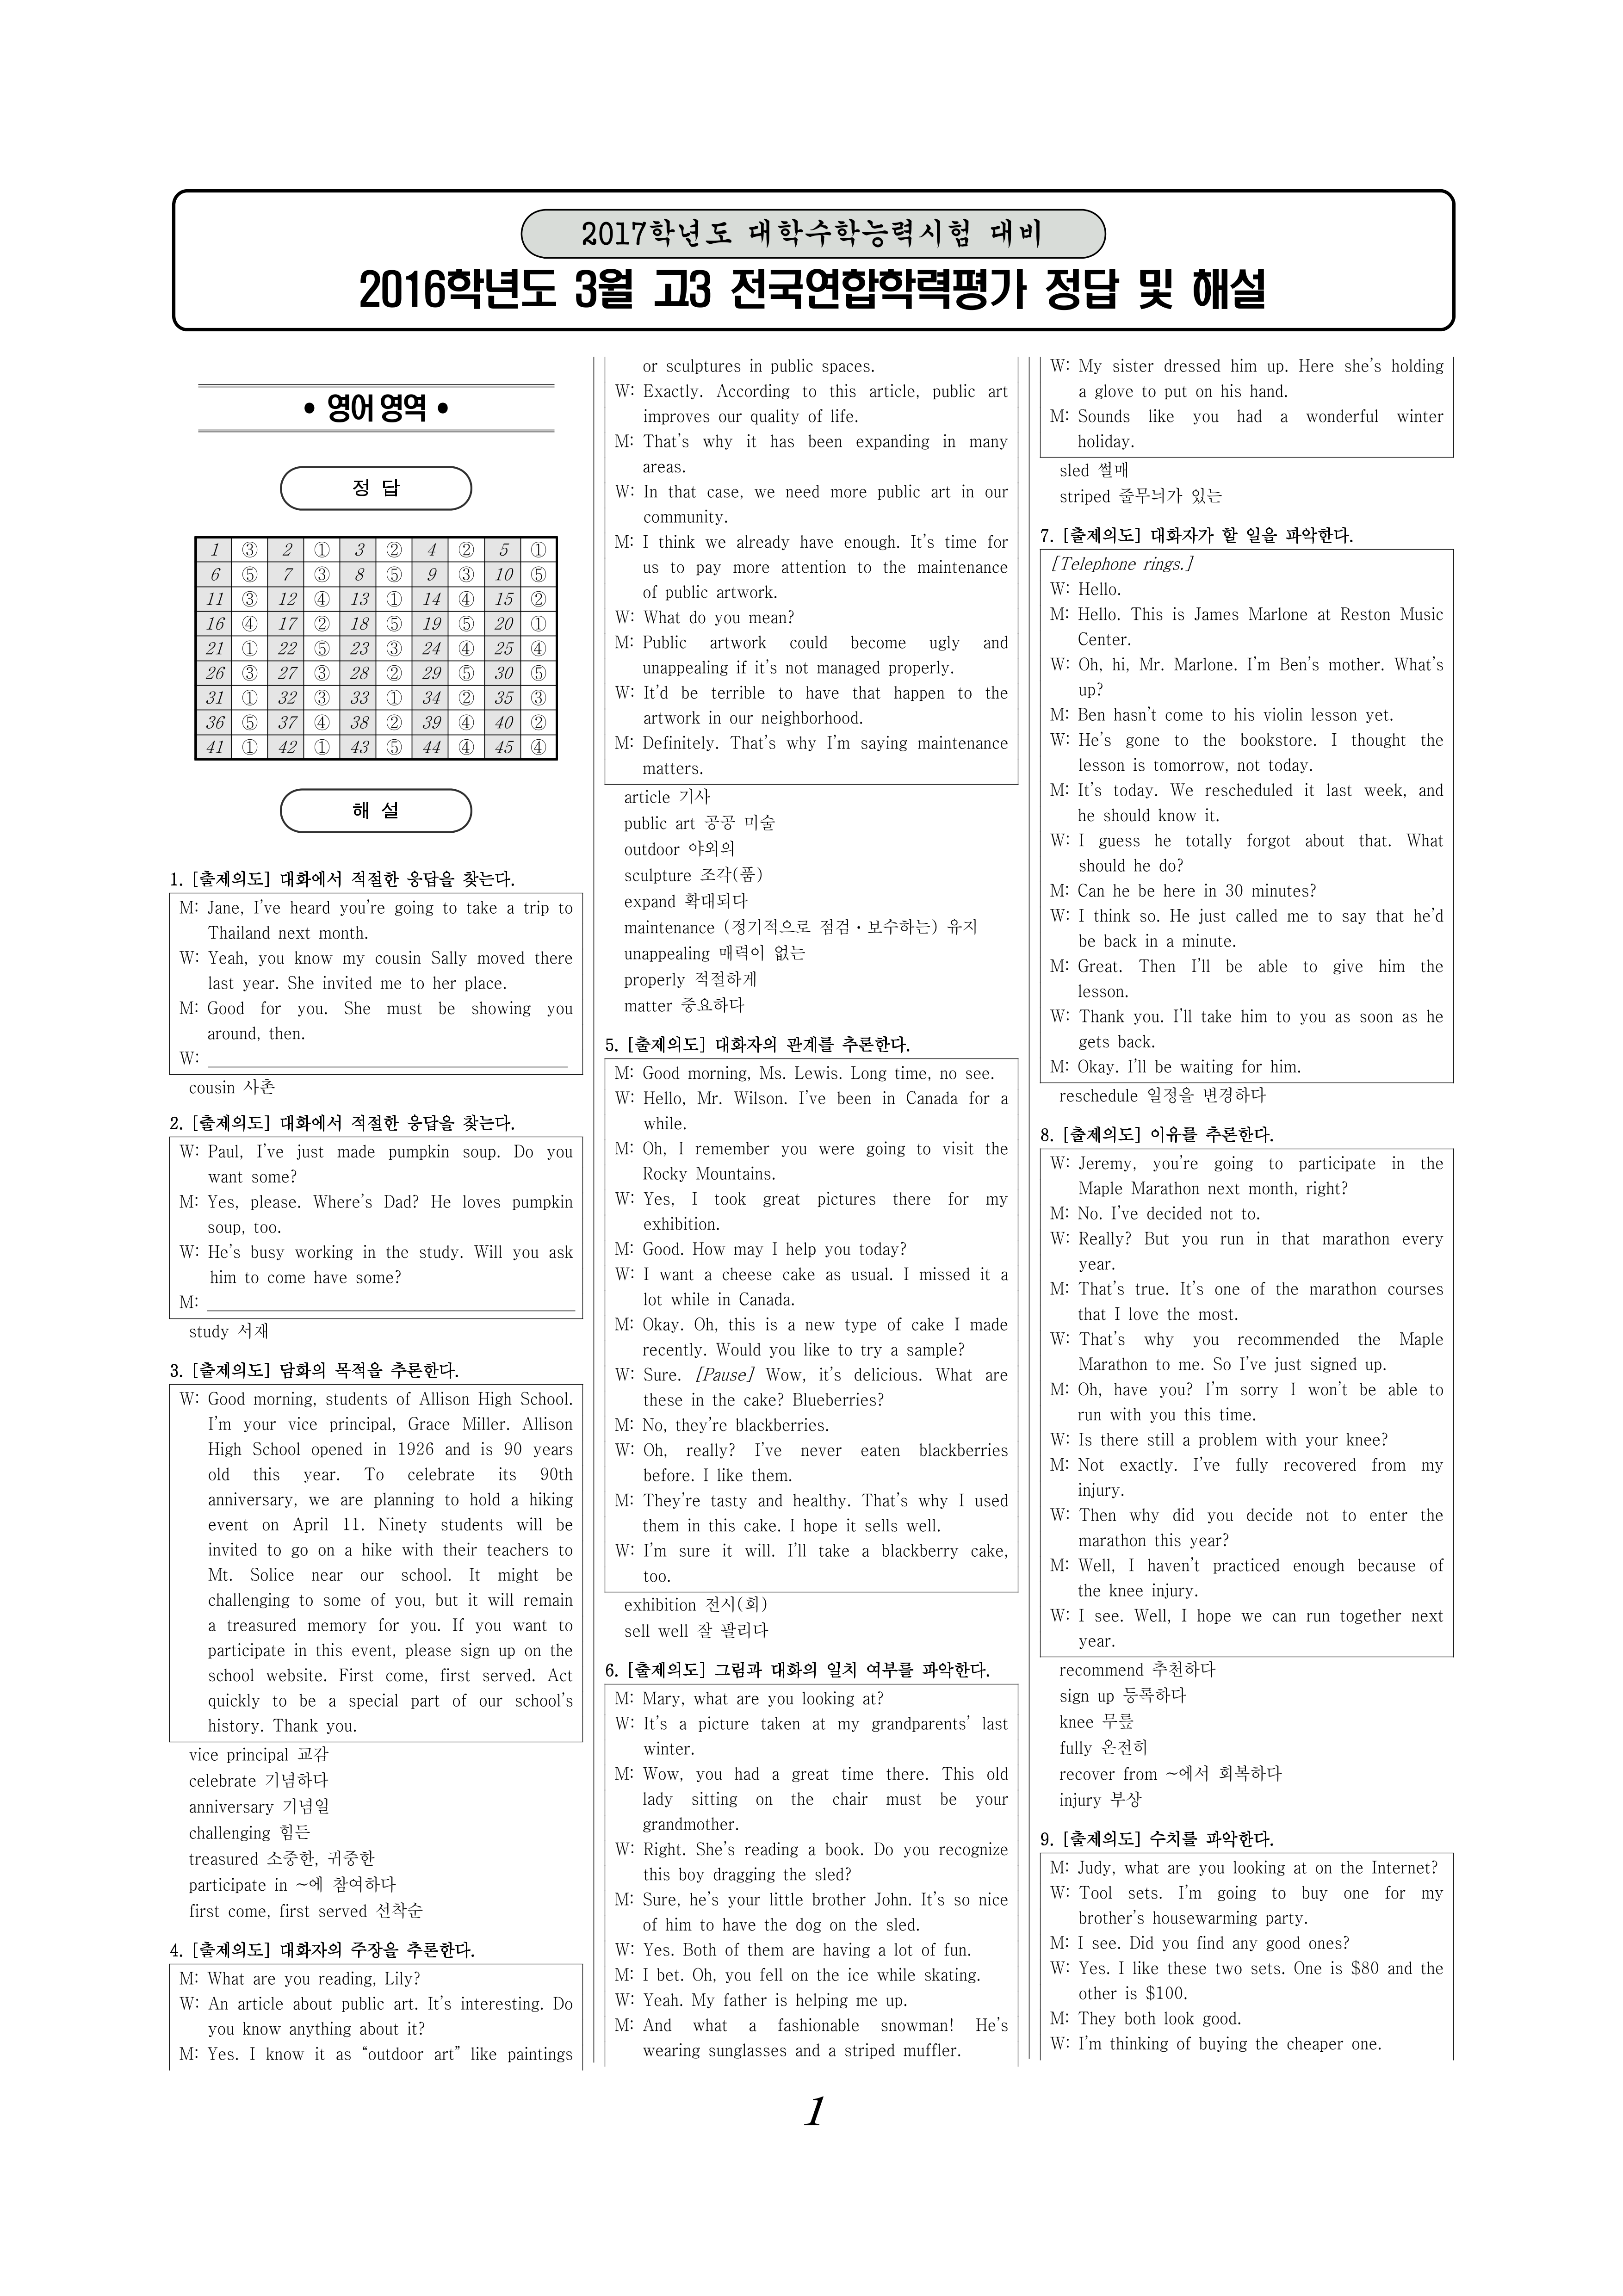 2017학년도 대학수학능력시험 대비
2016학년도 3월 고3 전국연합학력평가 정답 및 해설
• 영어 영역 •
정 답
1 ③ 2 ① 3 ② 4 ② 5 ①
6 ⑤ 7 ③ 8 ⑤ 9 ③ 10 ⑤
11 ③ 12 ④ 13 ① 14 ④ 15 ②
16 ④ 17 ② 18 ⑤ 19 ⑤ 20 ①
21 ① 22 ⑤ 23 ③ 24 ④ 25 ④
26 ③ 27 ③ 28 ② 29 ⑤ 30 ⑤
31 ① 32 ③ 33 ① 34 ② 35 ③
36 ⑤ 37 ④ 38 ② 39 ④ 40 ②
41 ① 42 ① 43 ⑤ 44 ④ 45 ④
해 설
1. [출제의도] 대화에서 적절한 응답을 찾는다.
M: Jane, I've heard you're going to take a trip to
Thailand next month.
W: Yeah, you know my cousin Sally moved there
last year. She invited me to her place.
M: Good for you. She must be showing you
around, then.
W:
cousin 사촌
2. [출제의도] 대화에서 적절한 응답을 찾는다.
W: Paul, I've just made pumpkin soup. Do you
want some?
M: Yes, please. Where's Dad? He loves pumpkin
soup, too.
W: He's busy working in the study. Will you ask
him to come have some?
M:
study 서재
3. [출제의도] 담화의 목적을 추론한다.
W: Good morning, students of Allison High School.
I'm your vice principal, Grace Miller. Allison
High School opened in 1926 and is 90 years
old this year. To celebrate its 90th
anniversary, we are planning to hold a hiking
event on April 11. Ninety students will be
invited to go on a hike with their teachers to
Mt. Solice near our school. It might be
challenging to some of you, but it will remain
a treasured memory for you. If you want to
participate in this event, please sign up on the
school website. First come, first served. Act
quickly to be a special part of our school's
history. Thank you.
vice principal 교감
celebrate 기념하다
anniversary 기념일
challenging 힘든
treasured 소중한, 귀중한
participate in ~에 참여하다
first come, first served 선착순
4. [출제의도] 대화자의 주장을 추론한다.
M: What are you reading, Lily?
W: An article about public art. It's interesting. Do
you know anything about it?
M: Yes. I know it as “outdoor art” like paintings
or sculptures in public spaces.
W: Exactly. According to this article, public art
improves our quality of life.
M: That's why it has been expanding in many
areas.
W: In that case, we need more public art in our
community.
M: I think we already have enough. It's time for
us to pay more attention to the maintenance
of public artwork.
W: What do you mean?
M: Public artwork could become ugly and
unappealing if it's not managed properly.
W: It'd be terrible to have that happen to the
artwork in our neighborhood.
M: Definitely. That's why I'm saying maintenance
matters.
article 기사
public art 공공 미술
outdoor 야외의
sculpture 조각(품)
expand 확대되다
maintenance (정기적으로 점검·보수하는) 유지
unappealing 매력이 없는
properly 적절하게
matter 중요하다
5. [출제의도] 대화자의 관계를 추론한다.
M: Good morning, Ms. Lewis. Long time, no see.
W: Hello, Mr. Wilson. I've been in Canada for a
while.
M: Oh, I remember you were going to visit the
Rocky Mountains.
W: Yes, I took great pictures there for my
exhibition.
M: Good. How may I help you today?
W: I want a cheese cake as usual. I missed it a
lot while in Canada.
M: Okay. Oh, this is a new type of cake I made
recently. Would you like to try a sample?
W: Sure. [Pause] Wow, it's delicious. What are
these in the cake? Blueberries?
M: No, they're blackberries.
W: Oh, really? I've never eaten blackberries
before. I like them.
M: They're tasty and healthy. That's why I used
them in this cake. I hope it sells well.
W: I'm sure it will. I'll take a blackberry cake,
too.
exhibition 전시(회)
sell well 잘 팔리다
6. [출제의도] 그림과 대화의 일치 여부를 파악한다.
M: Mary, what are you looking at?
W: It's a picture taken at my grandparents' last
winter.
M: Wow, you had a great time there. This old
lady sitting on the chair must be your
grandmother.
W: Right. She's reading a book. Do you recognize
this boy dragging the sled?
M: Sure, he's your little brother John. It's so nice
of him to have the dog on the sled.
W: Yes. Both of them are having a lot of fun.
M: I bet. Oh, you fell on the ice while skating.
W: Yeah. My father is helping me up.
M: And what a fashionable snowman! He's
wearing sunglasses and a striped muffler.
W: My sister dressed him up. Here she's holding
a glove to put on his hand.
M: Sounds like you had a wonderful winter
holiday.
sled 썰매
striped 줄무늬가 있는
7. [출제의도] 대화자가 할 일을 파악한다.
[Telephone rings.]
W: Hello.
M: Hello. This is James Marlone at Reston Music
Center.
W: Oh, hi, Mr. Marlone. I'm Ben's mother. What's
up?
M: Ben hasn't come to his violin lesson yet.
W: He's gone to the bookstore. I thought the
lesson is tomorrow, not today.
M: It's today. We rescheduled it last week, and
he should know it.
W: I guess he totally forgot about that. What
should he do?
M: Can he be here in 30 minutes?
W: I think so. He just called me to say that he'd
be back in a minute.
M: Great. Then I'll be able to give him the
lesson.
W: Thank you. I'll take him to you as soon as he
gets back.
M: Okay. I'll be waiting for him.
reschedule 일정을 변경하다
8. [출제의도] 이유를 추론한다.
W: Jeremy, you're going to participate in the
Maple Marathon next month, right?
M: No. I've decided not to.
W: Really? But you run in that marathon every
year.
M: That's true. It's one of the marathon courses
that I love the most.
W: That's why you recommended the Maple
Marathon to me. So I've just signed up.
M: Oh, have you? I'm sorry I won't be able to
run with you this time.
W: Is there still a problem with your knee?
M: Not exactly. I've fully recovered from my
injury.
W: Then why did you decide not to enter the
marathon this year?
M: Well, I haven't practiced enough because of
the knee injury.
W: I see. Well, I hope we can run together next
year.
recommend 추천하다
sign up 등록하다
knee 무릎
fully 온전히
recover from ~에서 회복하다
injury 부상
9. [출제의도] 수치를 파악한다.
M: Judy, what are you looking at on the Internet?
W: Tool sets. I'm going to buy one for my
brother's housewarming party.
M: I see. Did you find any good ones?
W: Yes. I like these two sets. One is $80 and the
other is $100.
M: They both look good.
W: I'm thinking of buying the cheaper one.
1